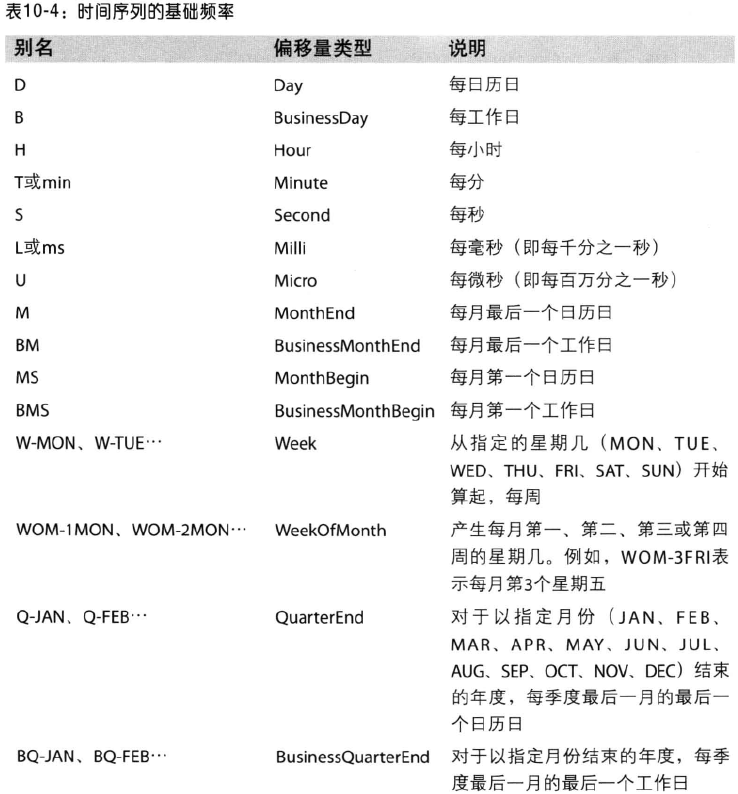 表10-4：时间序列的基础频率
别名 偏移量类型 说明
D Day 每日历日
B BusinessDay 每工作日
H Hour 每小时
T或min Minute 每分
S Second 每秒
L或ms Milli 每毫秒（即每千分之一秒）
U Micro 每微秒（即每百万分之一秒）
M MonthEnd 每月最后一个日历日
BM BusinessMonthEnd 每月最后一个工作日
MS MonthBegin 每月第一个日历日
BMS BusinessMonthBegin 每月第一个工作日
W-MON、W-TUE… Week 从指定的星期几（MON、TUE、
WED、THU、FRI、SAT、SUN）开始
算起，每周
WOM-1MON、WOM-2MON… WeekOfMonth 产生每月第一、第二、第三或第四
周的星期几。例如，WOM-3FRI表
示每月第3个星期五
Q-JAN、Q-FEB… QuarterEnd 对于以指定月份（JAN、FEB、
MAR、APR、MAY、JUN、JUL、
AUG、SEP、OCT、NOV、DEC）结束
的年度，每季度最后一月的最后一
个日历日
BQ-JAN、BQ-FEB… BusinessQuarterEnd 对于以指定月份结束的年度，每季
度最后一月的最后一个工作日